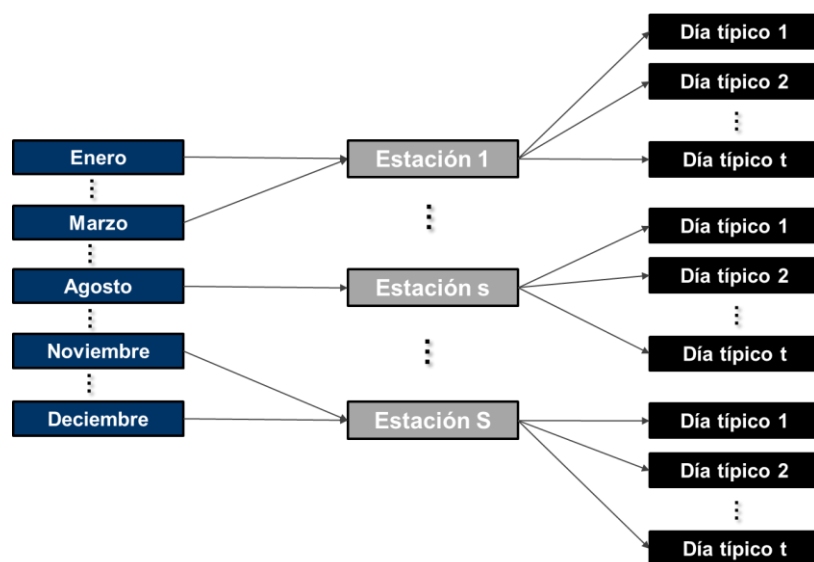 Enero
Marzo
Agosto
Noviembre
Deciembre
Estación 1
Estación s
Estación S
Día típico 1
Día típico 2
Día típico t
Día típico 1
Día típico 2
Día típico t
Día típico 1
Día típico 2
Día típico t